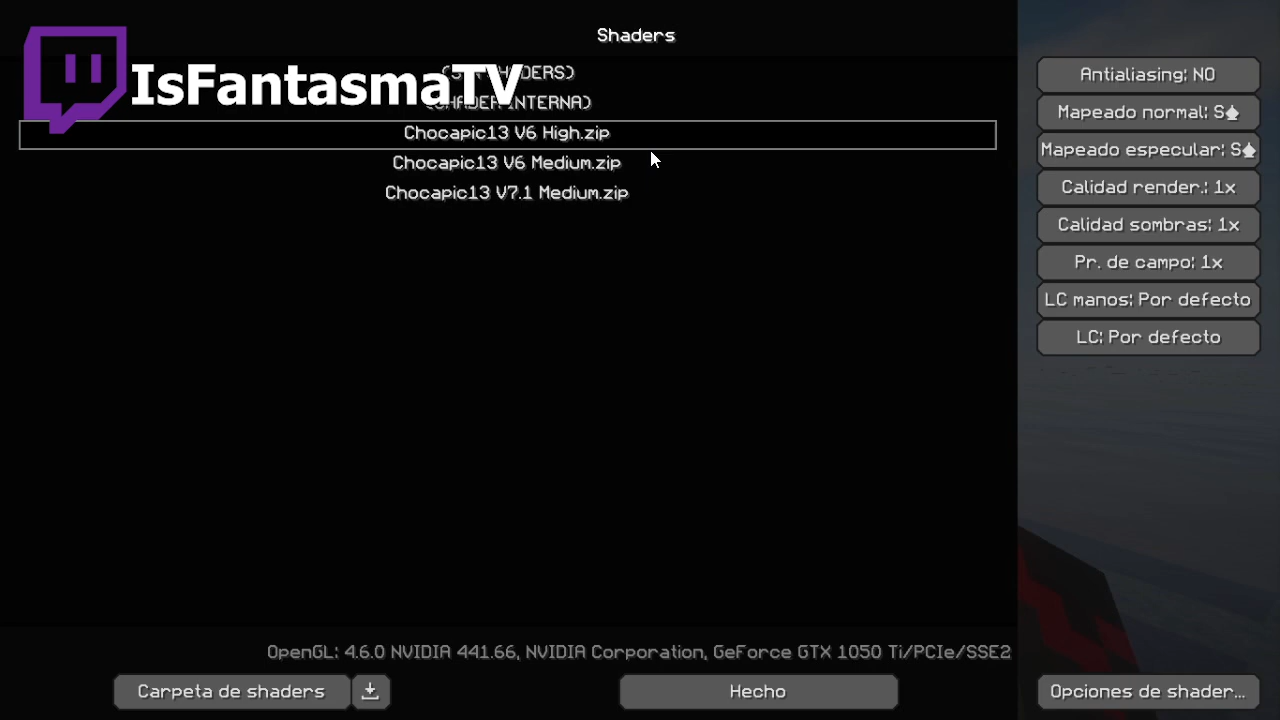 Shaders
IsFantasmaTV
(SHADER INTERNA)
Chocapic13 V6 High.zip
Chocapic13 V6 Medium.zip
Chocapic13 V7.1 Medium.zip
Antialiasing: NO
Mapeado normal: S
Mapeado especular: S
Calidad render.: 1x
Calidad sombras: 1x
Pr. de campo: 1x
LC manos: Por defecto
LC: Por defecto
OpenGL: 4.6.0 NVIDIA 441.66, NVIDIA Corporation, GeForce GTX 1050 Ti/PCIe/SSE2
Carpeta de shaders
Hecho
Opciones de shader...